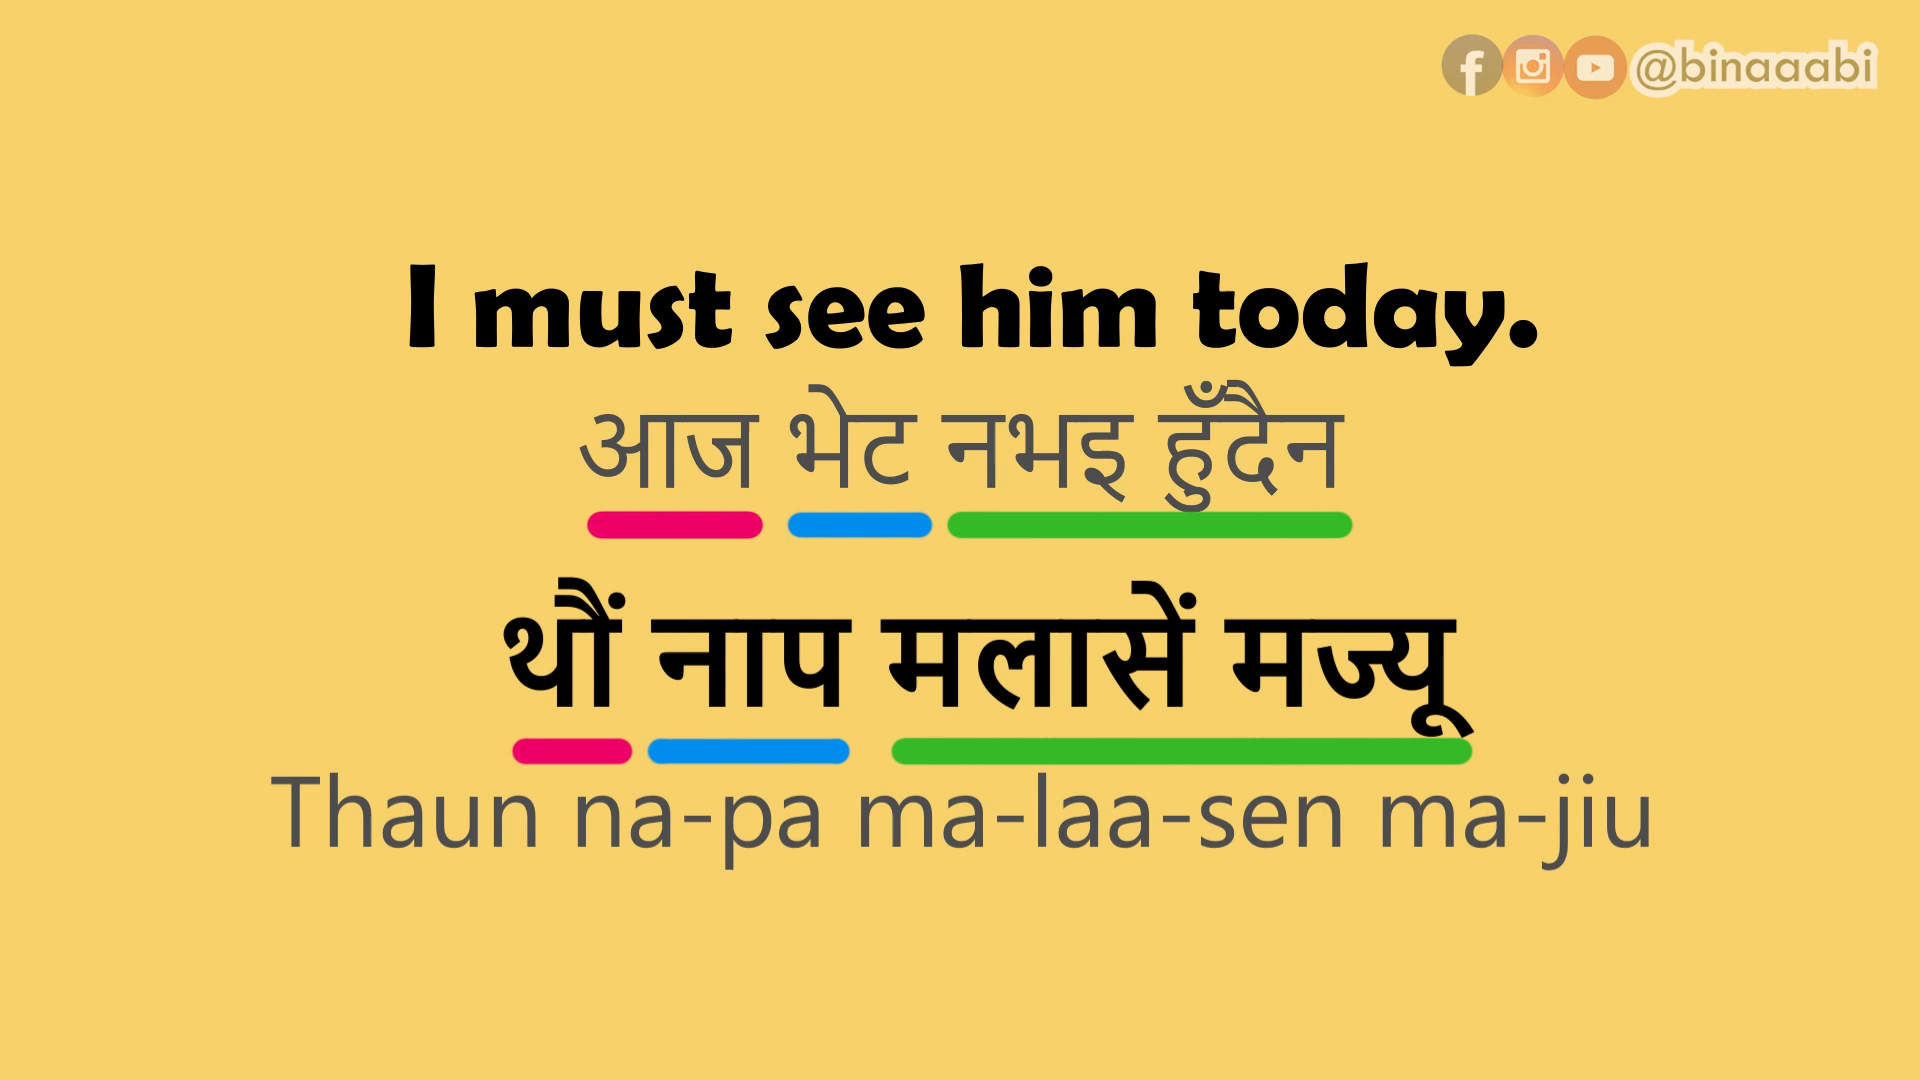 @binaaabi
I must see him today.
आज भेट नभइ हुँदैन
थौं नाप मलासें मज्यू
Thaun na-pa ma-laa-sen ma-jiu